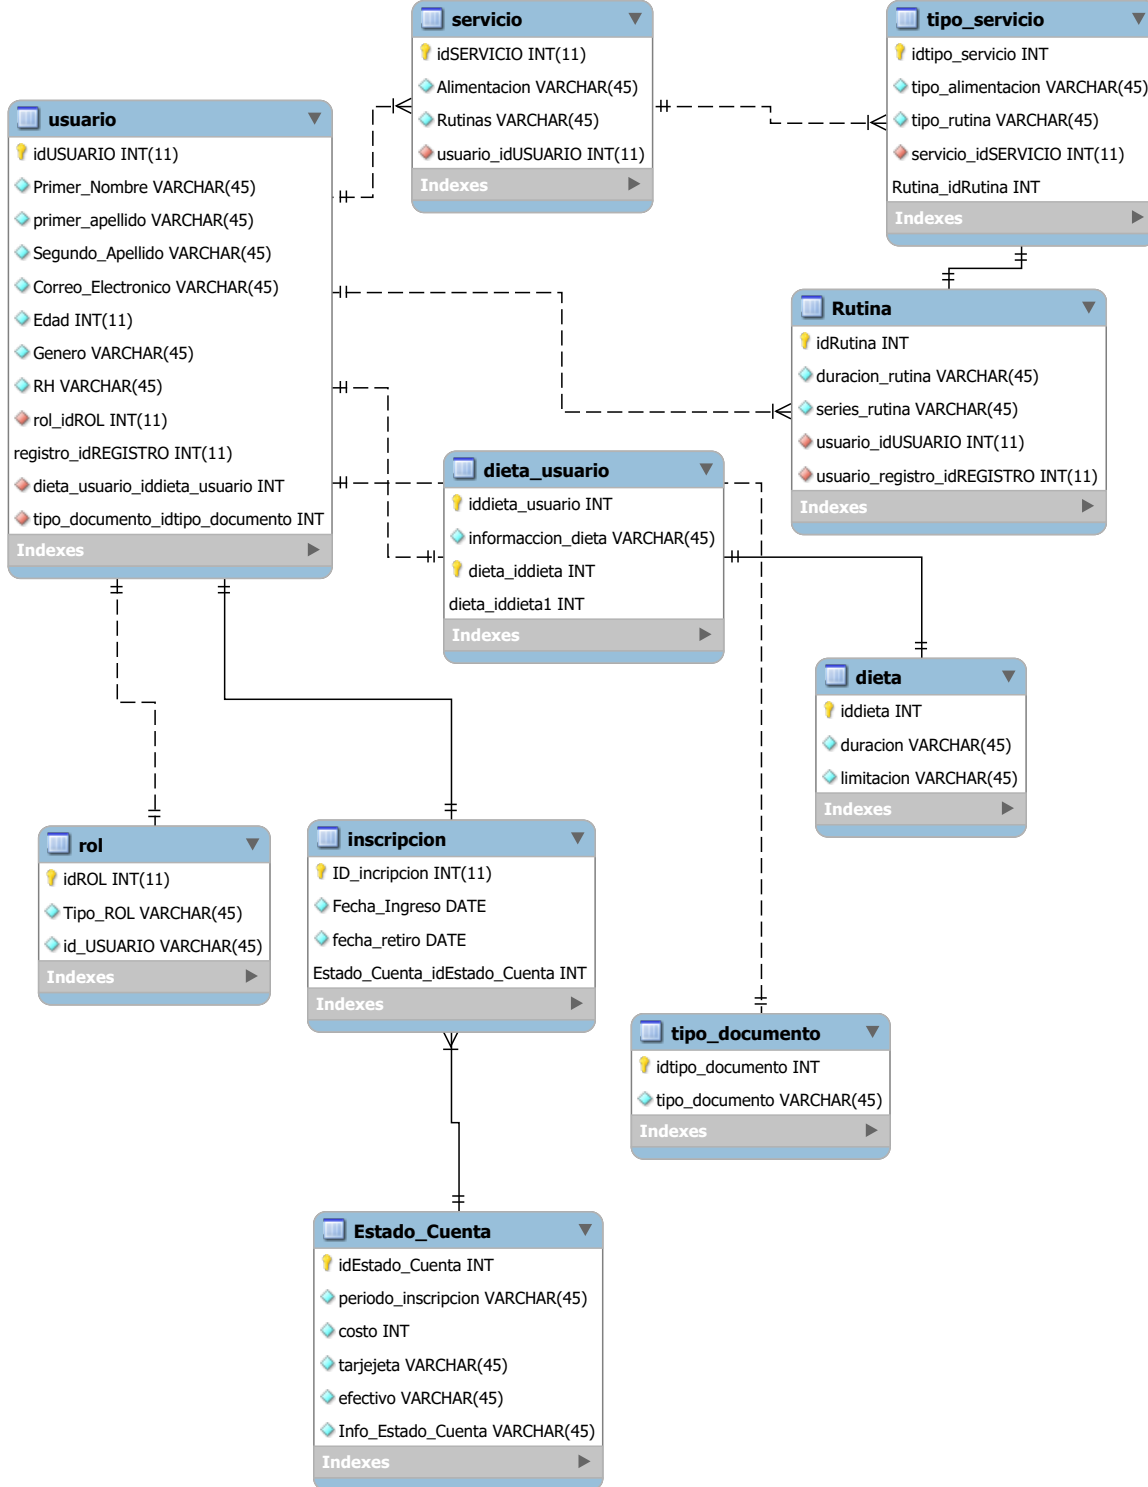 servicio
idSERVICIO INT(11)
Alimentacion VARCHAR(45)
Rutinas VARCHAR(45)
usuario_idUSUARIO INT(11)
Indexes
tipo_servicio
idtipo_servicio INT
tipo_alimentacion VARCHAR(45)
tipo_rutina VARCHAR(45)
servicio_idSERVICIO INT(11)
Rutina_idRutina INT
Indexes
usuario
idUSUARIO INT(11)
Primer_Nombre VARCHAR(45)
primer_apellido VARCHAR(45)
Segundo_Apellido VARCHAR(45)
Correo_Electronico VARCHAR(45)
Edad INT(11)
Genero VARCHAR(45)
RH VARCHAR(45)
rol_idROL INT(11)
registro_idREGISTRO INT(11)
dieta_usuario_iddieta_usuario INT
tipo_documento_idtipo_documento INT
Indexes
Rutina
idRutina INT
duracion_rutina VARCHAR(45)
series_rutina VARCHAR(45)
usuario_idUSUARIO INT(11)
usuario_registro_idREGISTRO INT(11)
Indexes
dieta_usuario
iddieta_usuario INT
informaccion_dieta VARCHAR(45)
dieta_iddieta INT
dieta_iddieta1 INT
Indexes
dieta
iddieta INT
duracion VARCHAR(45)
limitacion VARCHAR(45)
Indexes
rol
idROL INT(11)
Tipo_ROL VARCHAR(45)
id_USUARIO VARCHAR(45)
Indexes
inscripcion
ID_incripcion INT(11)
Fecha_Ingreso DATE
fecha_retiro DATE
Estado_Cuenta_idEstado_Cuenta INT
Indexes
tipo_documento
idtipo_documento INT
tipo_documento VARCHAR(45)
Indexes
Estado_Cuenta
idEstado_Cuenta INT
periodo_inscripcion VARCHAR(45)
costo INT
tarjejeta VARCHAR(45)
efectivo VARCHAR(45)
Info_Estado_Cuenta VARCHAR(45)
Indexes